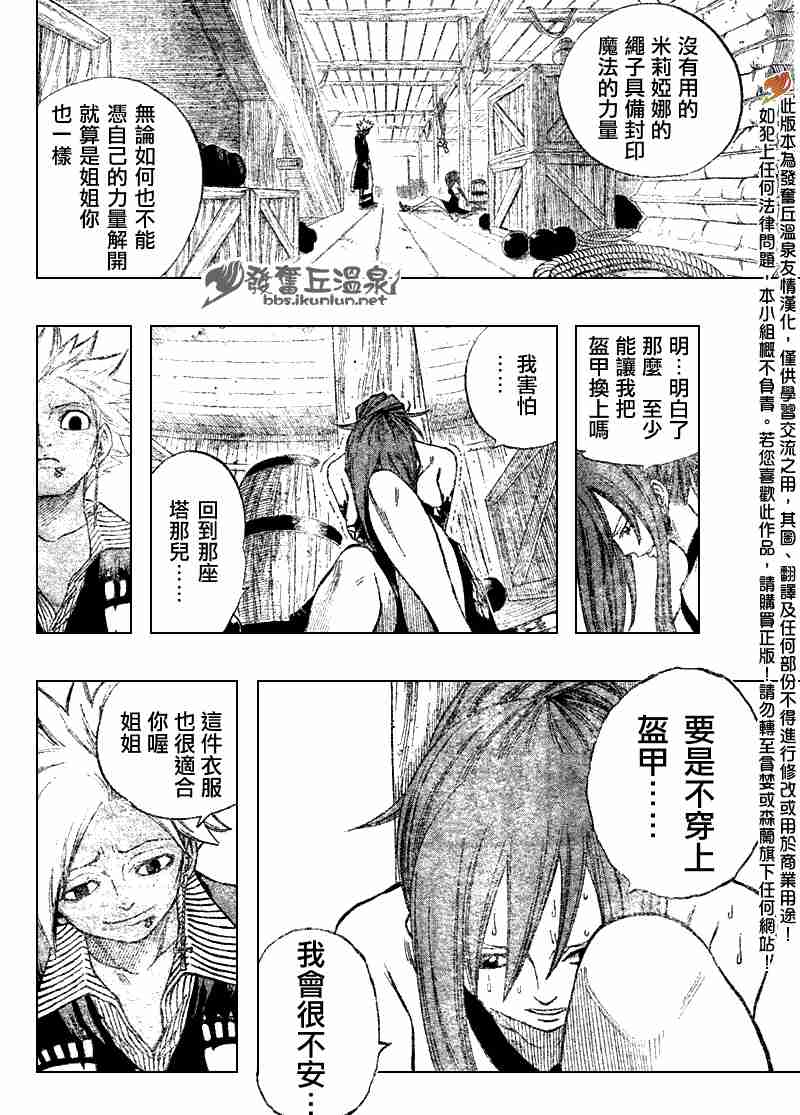 沒有用的
米莉婭娜的
繩子具備封印
魔法的力量
無論如何也不能
憑自己的力量解開
就算是姐姐你
也一樣
發奮丘溫泉
bbs.ikunlun.net
明…明白了
那麼 至少
能讓我把
盔甲換上嗎
我害怕
……
回到那座
塔那兒……
要是不穿上
盔甲……
我會很不安…
這件衣服
也很適合
你喔
姐姐
此版本為發奮丘溫泉友情漢化，僅供學習交流之用，其圖、翻譯及任何部份不得進行修改或用於商業用途！
如犯上任何法律問題，本小組概不負責。若您喜歡此作品，請購買正版！請勿轉至貪婪或森蘭旗下任何網站！！